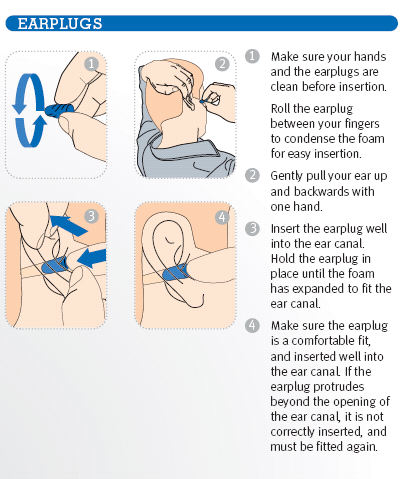 EARPLUGS
1
2
3
4
1 Make sure your hands
and the earplugs are
clean before insertion.
Roll the earplug
between your fingers
to condense the foam
for easy insertion.
2 Gently pull your ear up
and backwards with
one hand.
3 Insert the earplug well
into the ear canal.
Hold the earplug in
place until the foam
has expanded to fit the
ear canal.
4 Make sure the earplug
is a comfortable fit,
and inserted well into
the ear canal. If the
earplug protrudes
beyond the opening of
the ear canal, it is not
correctly inserted, and
must be fitted again.